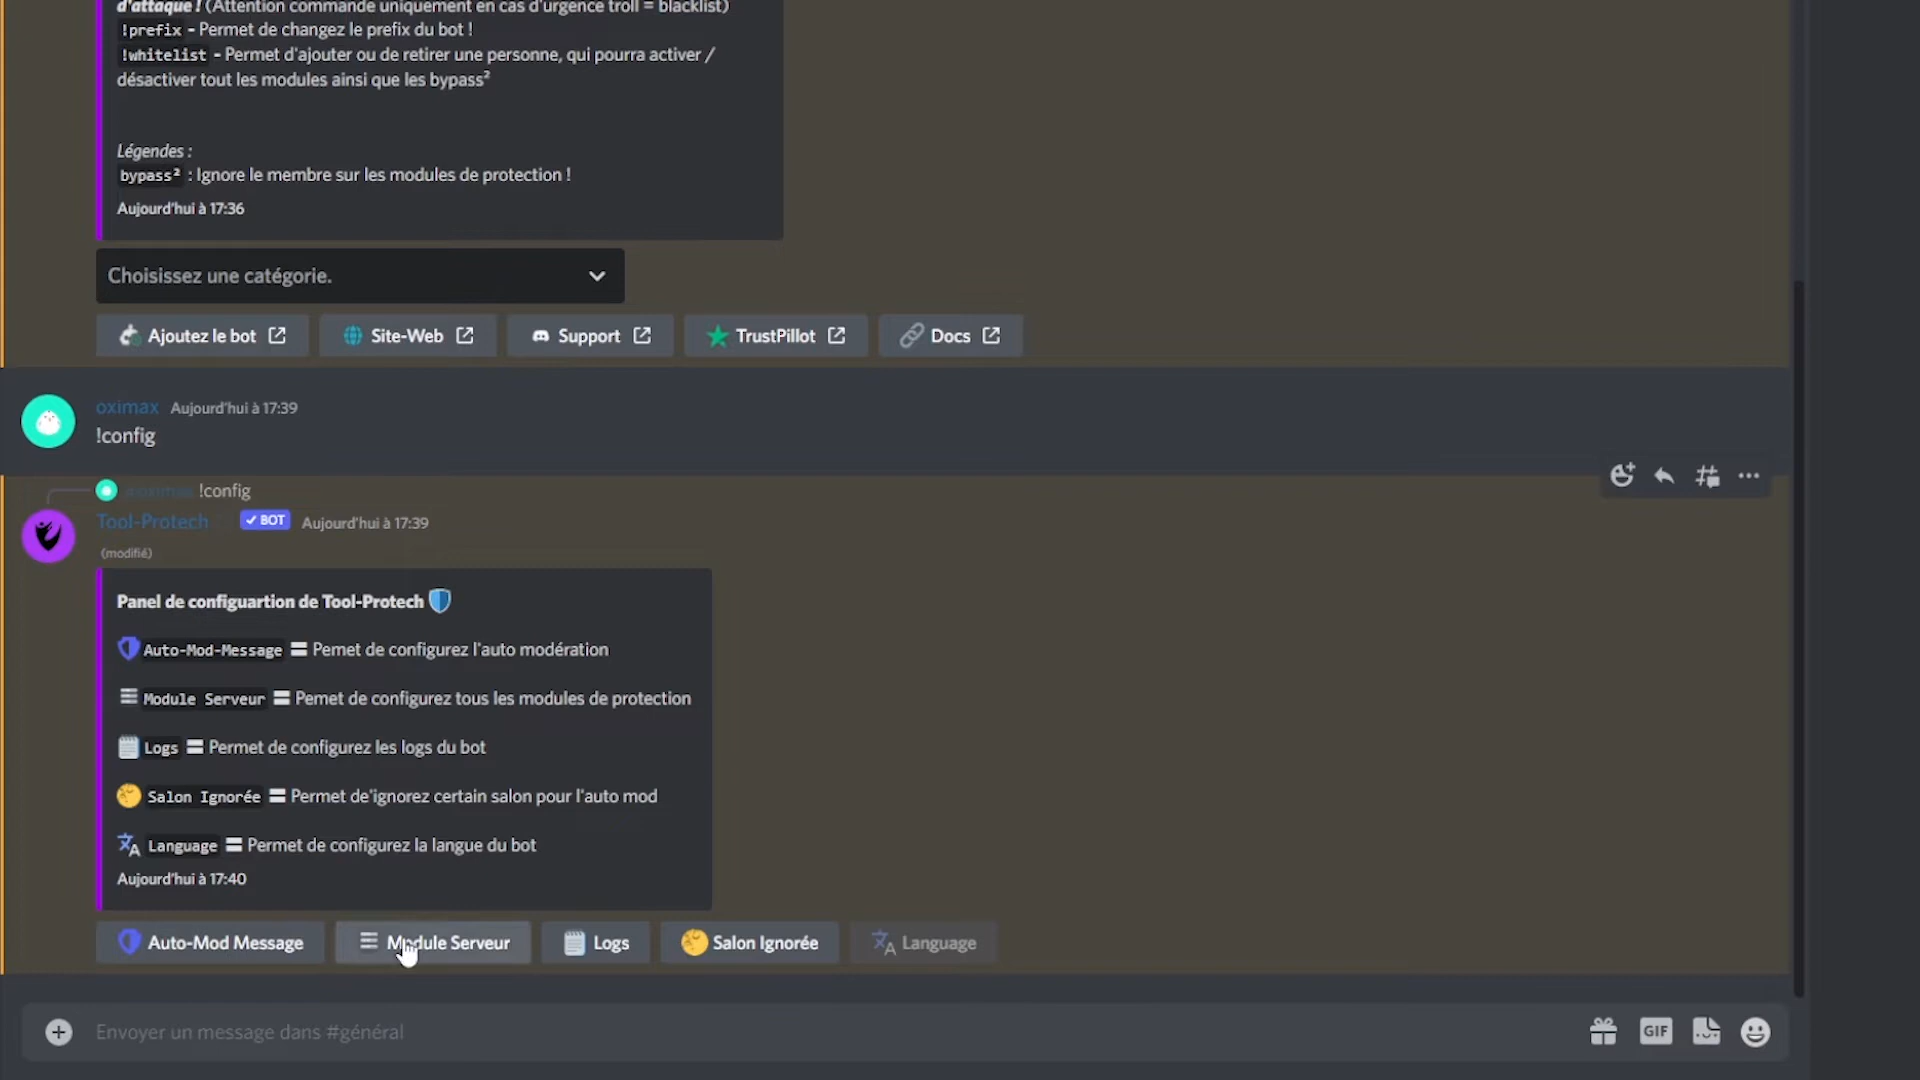 d'attaque ! (Attention commande uniquement en cas d'urgence troll = blacklist)
!prefix - Permet de changez le prefix du bot !
!whitelist - Permet d'ajouter ou de retirer une personne, qui pourra activer /
désactiver tout les modules ainsi que les bypass²
Légendes :
bypass² : Ignore le membre sur les modules de protection !
Aujourd'hui à 17:36
Choisissez une catégorie.
Ajoutez le bot Site-Web Support TrustPillot Docs
oximax Aujourd'hui à 17:39
!config
!config
Tool-Protech BOT Aujourd'hui à 17:39
(modifié)
Panel de configuartion de Tool-Protech
Auto-Mod-Message = Pemet de configurez l'auto modération
Module Serveur = Pemet de configurez tous les modules de protection
Logs = Permet de configurez les logs du bot
Salon Ignorée = Permet de'ignorez certain salon pour l'auto mod
Language = Permet de configurez la langue du bot
Aujourd'hui à 17:40
Auto-Mod Message Module Serveur Logs Salon Ignorée Language
Envoyer un message dans #général
GIF